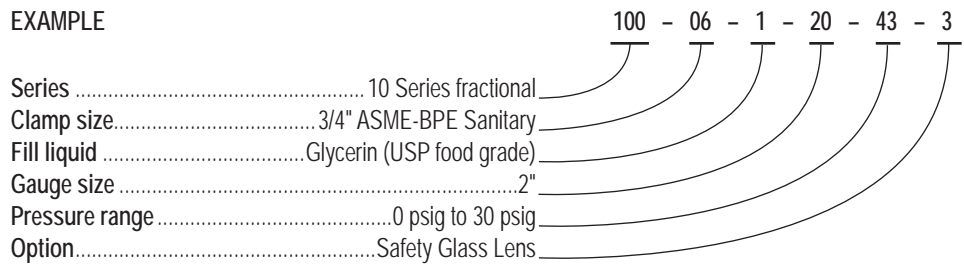 EXAMPLE 100 – 06 – 1 – 20 – 43 – 3
Series ........................................................ 10 Series fractional
Clamp size.......................................... 3/4" ASME-BPE Sanitary
Fill liquid ..................................... Glycerin (USP food grade)
Gauge size ..........................................................................2"
Pressure range ...........................................0 psig to 30 psig
Option.......................................................Safety Glass Lens